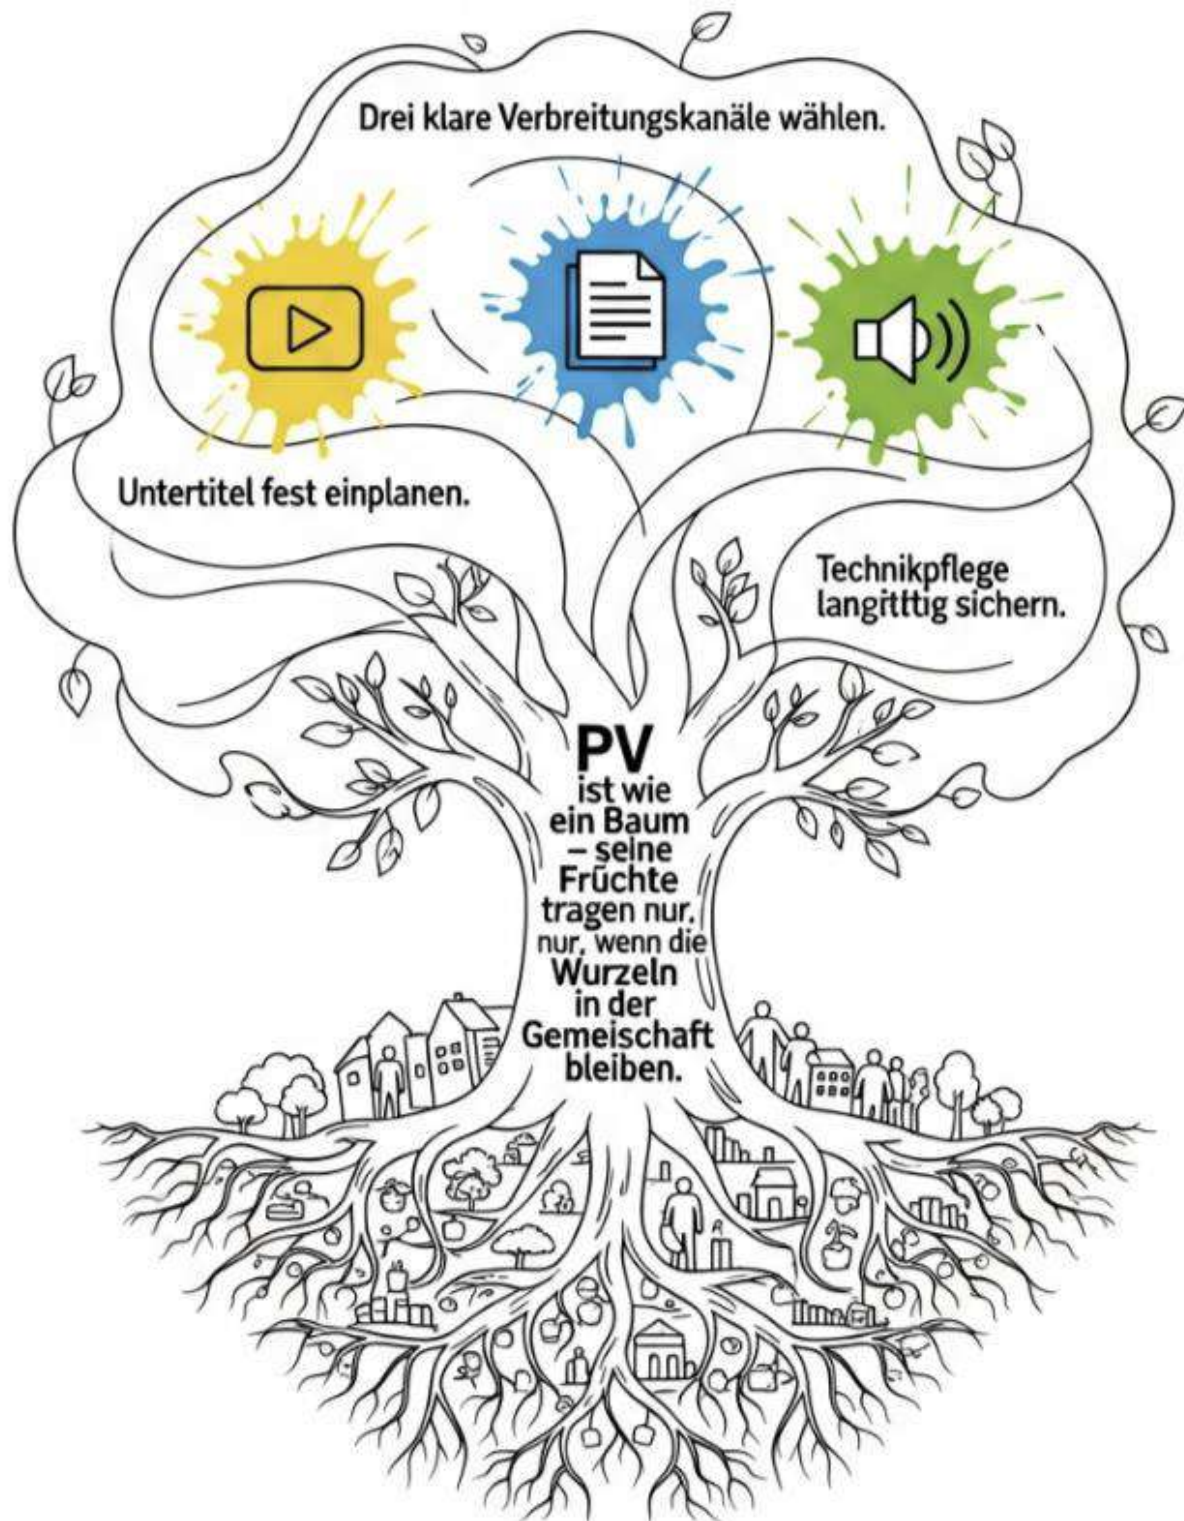 Drei klare Verbreitungskanäle wählen.
Untertitel fest einplanen.
Technikpflege
langitttig sichern.
PV
ist wie
ein Baum
– seine
Früchte
tragen nur,
nur, wenn die
Wurzeln
in der
Gemeischaft
bleiben.